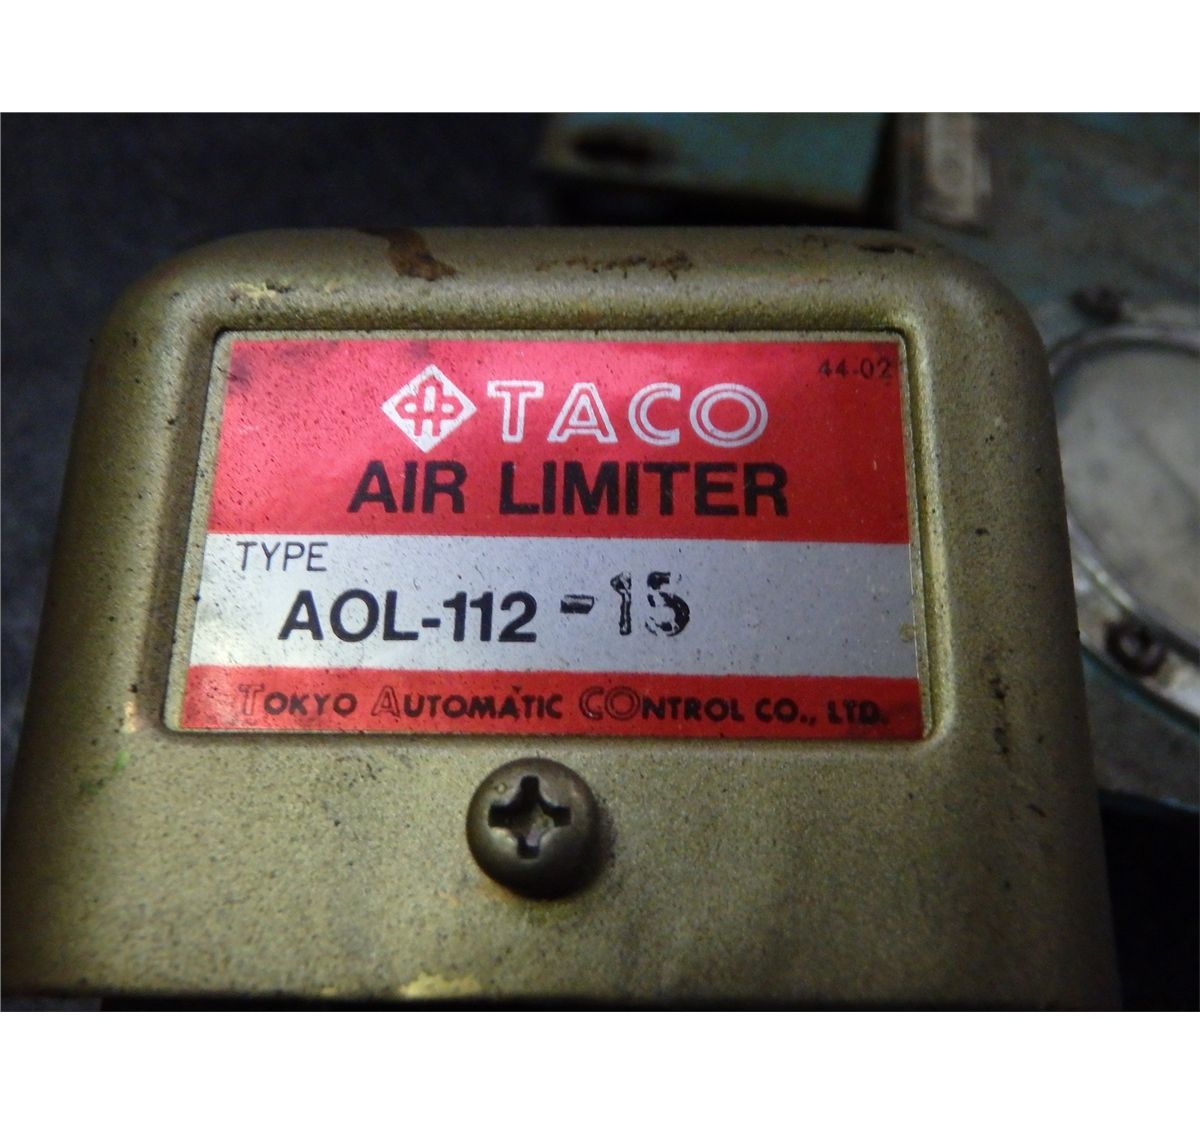 44-02
TACO
AIR LIMITER
TYPE
AOL-112-15
TOKYO AUTOMATIC CONTROL CO., LTD.